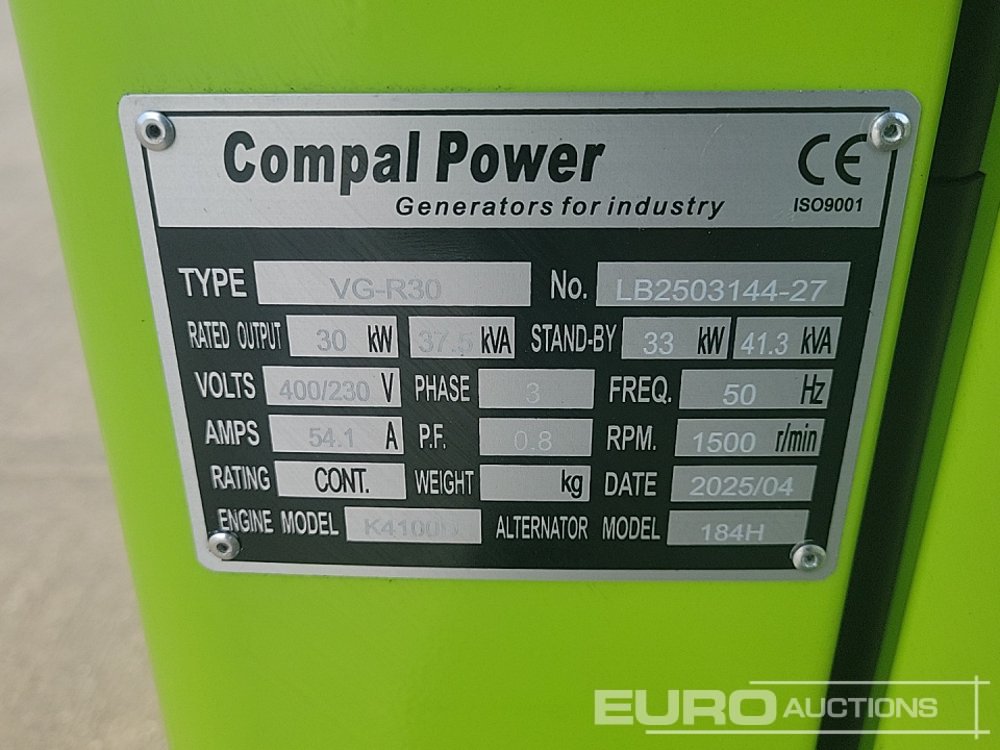 Compal Power
Generators for industry
CE
ISO9001
TYPE VG-R30 No. LB2503144-27
RATED OUTPUT 30 kW 37.5 kVA STAND-BY 33 kW 41.3 kVA
VOLTS 400/230 V PHASE 3 FREQ. 50 Hz
AMPS 54.1 A P.F. 0.8 RPM. 1500 r/min
RATING CONT. WEIGHT kg DATE 2025/04
ENGINE MODEL K4100D ALTERNATOR MODEL 184H
EURO AUCTIONS